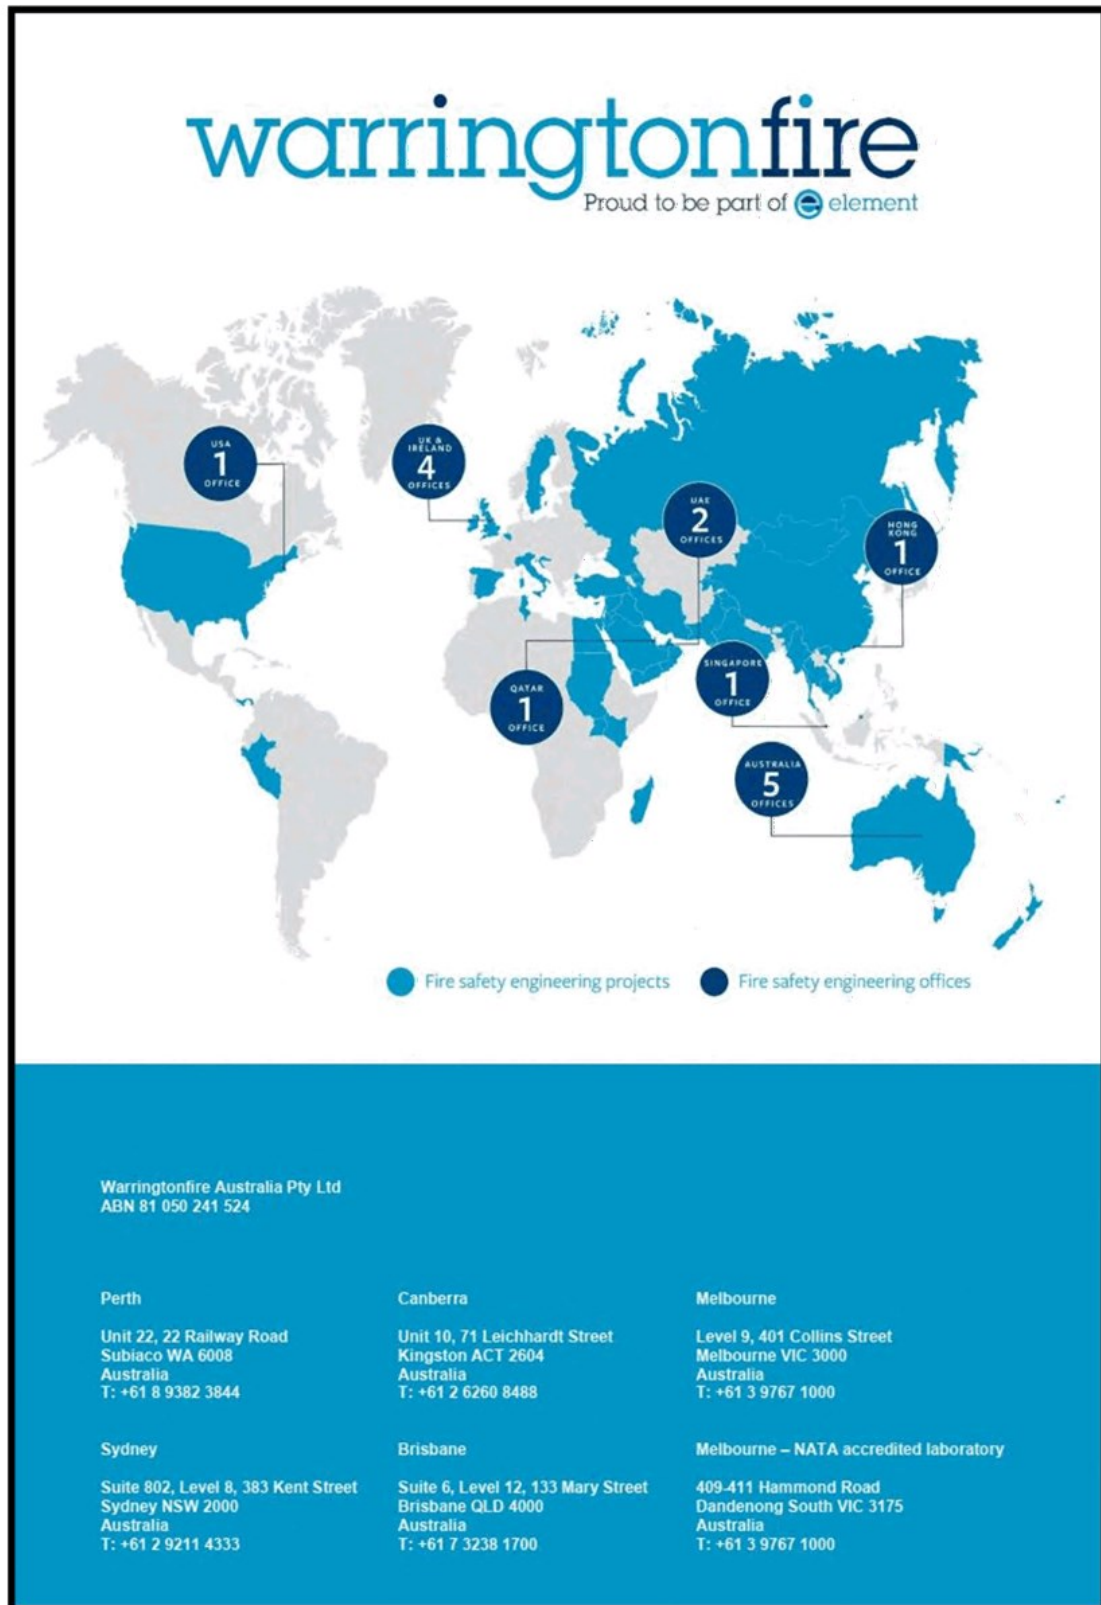 warringtonfire
Proud to be part of element
USA
1
OFFICE
UK &
IRELAND
4
OFFICES
UAE
2
OFFICES
HONG
KONG
1
OFFICE
QATAR
1
OFFICE
SINGAPORE
1
OFFICE
AUSTRALIA
5
OFFICES
Fire safety engineering projects
Fire safety engineering offices
Warringtonfire Australia Pty Ltd
ABN 81 050 241 524
Perth
Unit 22, 22 Railway Road
Subiaco WA 6008
Australia
T: +61 8 9382 3844
Canberra
Unit 10, 71 Leichhardt Street
Kingston ACT 2604
Australia
T: +61 2 6260 8488
Melbourne
Level 9, 401 Collins Street
Melbourne VIC 3000
Australia
T: +61 3 9767 1000
Sydney
Suite 802, Level 8, 383 Kent Street
Sydney NSW 2000
Australia
T: +61 2 9211 4333
Brisbane
Suite 6, Level 12, 133 Mary Street
Brisbane QLD 4000
Australia
T: +61 7 3238 1700
Melbourne – NATA accredited laboratory
409-411 Hammond Road
Dandenong South VIC 3175
Australia
T: +61 3 9767 1000